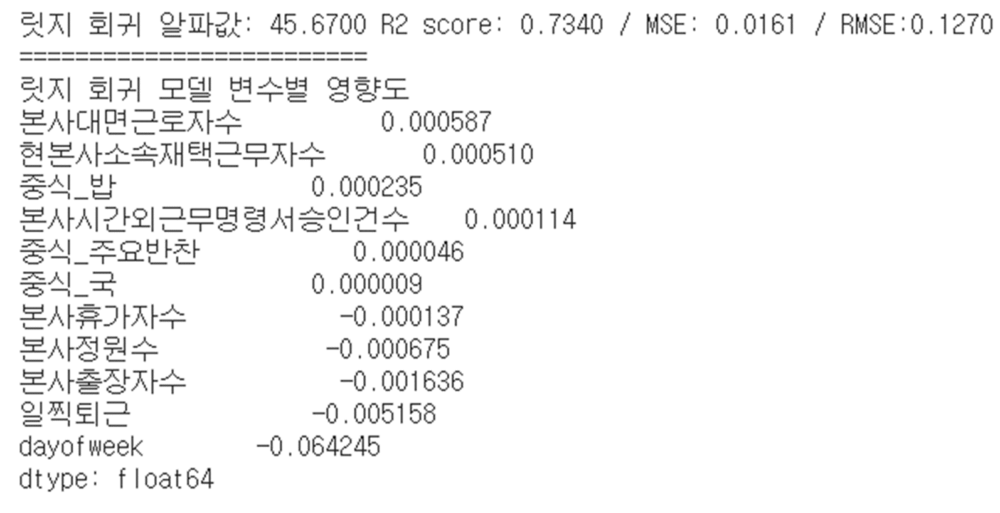 릿지 회귀 알파값: 45.6700 R2 score: 0.7340 / MSE: 0.0161 / RMSE:0.1270
=========================
릿지 회귀 모델 변수별 영향도
본사대면근로자수 0.000587
현본사소속재택근무자수 0.000510
중식_밥 0.000235
본사시간외근무명령서승인건수 0.000114
중식_주요반찬 0.000046
중식_국 0.000009
본사휴가자수 -0.000137
본사정원수 -0.000675
본사출장자수 -0.001636
일찍퇴근 -0.005158
dayofweek -0.064245
dtype: float64